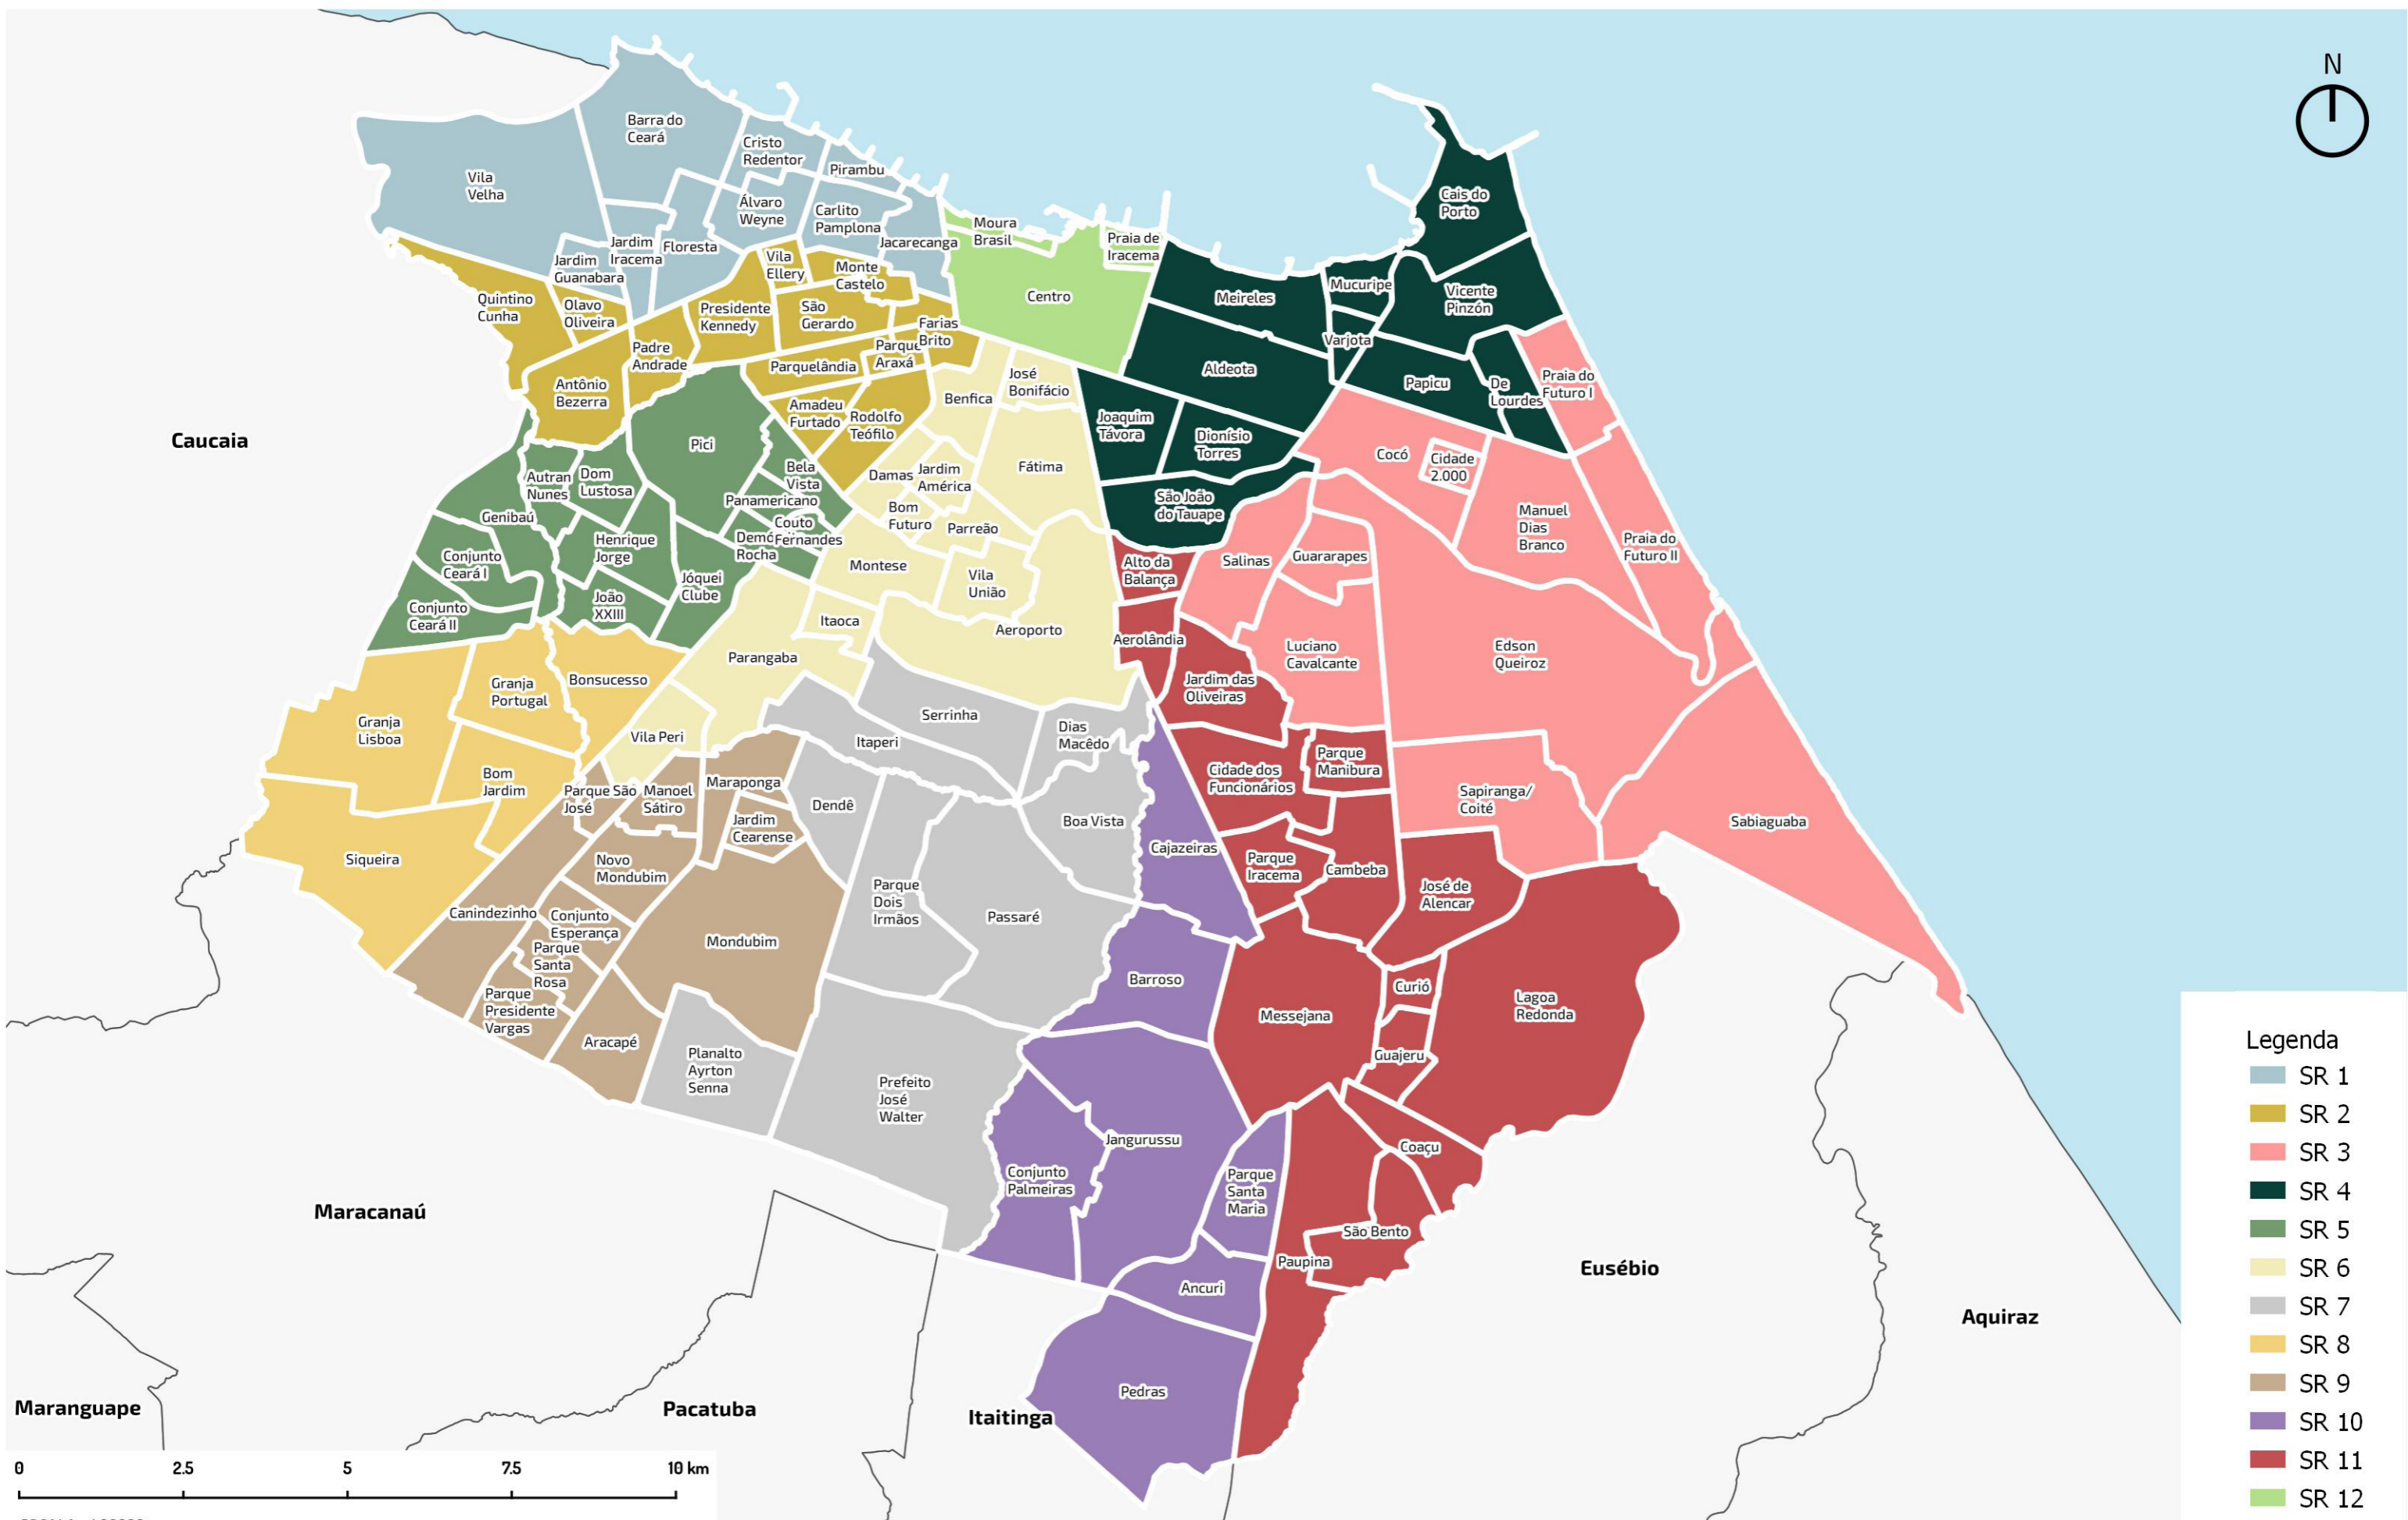 N
Barra do
Ceará
Cristo
Redentor
Pirambu
Vila
Velha
Álvaro
Weyne
Carlito
Pamplona
Jacarecanga
Jardim
Iracema
Floresta
Jardim
Guanabara
Moura
Brasil
Praia de
Iracema
Centro
Cais do
Porto
Meireles
Mucuripe
Vicente
Pinzón
Varjota
Aldeota
Papicu
De
Lourdes
Praia do
Futuro I
Quintino
Cunha
Olavo
Oliveira
Vila
Ellery
Monte
Castelo
Presidente
Kennedy
São
Gerardo
Farias
Brito
Padre
Andrade
Parque
Araxá
Parquelândia
Antônio
Bezerra
Amadeu
Furtado
Rodolfo
Teófilo
Benfica
José
Bonifácio
Joaquim
Távora
Dionísio
Torres
São João
do Tauape
Cocó
Cidade
2.000
Manuel
Dias
Branco
Praia do
Futuro II
Caucaia
Pici
Bela
Vista
Panamericano
Couto
Fernandes
Rocha
Autran
Nunes
Dom
Lustosa
Genibaú
Henrique
Jorge
Conjunto
Ceará I
Conjunto
Ceará II
João
XXIII
Jóquei
Clube
Damas
Jardim
América
Fátima
Bom
Futuro
Parreão
Montese
Vila
União
Itaoca
Aeroporto
Parangaba
Vila Peri
Alto da
Balança
Aerolândia
Salinas
Guararapes
Luciano
Cavalcante
Edson
Queiroz
Jardim das
Oliveiras
Granja
Portugal
Bonsucesso
Granja
Lisboa
Bom
Jardim
Siqueira
Serrinha
Itaperi
Dias
Macêdo
Cidade dos
Funcionários
Parque
Manibura
Sapiranga/
Coité
Sabiaguaba
Parque São
José
Manoel
Sátiro
Maraponga
Jardim
Cearense
Dendê
Boa Vista
Cajazeiras
Parque
Iracema
Cambeba
José de
Alencar
Novo
Mondubim
Canindezinho
Conjunto
Esperança
Parque
Santa
Rosa
Parque
Presidente
Vargas
Mondubim
Parque
Dois
Irmãos
Passaré
Barroso
Messejana
Curió
Lagoa
Redonda
Aracapé
Planalto
Ayrton
Senna
Prefeito
José
Walter
Guajeru
Jangurussu
Conjunto
Palmeiras
Parque
Santa
Maria
Coaçu
São Bento
Paupina
Ancuri
Pedras
Maracanaú
Eusébio
Aquiraz
Maranguape
Pacatuba
Itaitinga
0 2.5 5 7.5 10 km
Legenda
SR 1
SR 2
SR 3
SR 4
SR 5
SR 6
SR 7
SR 8
SR 9
SR 10
SR 11
SR 12